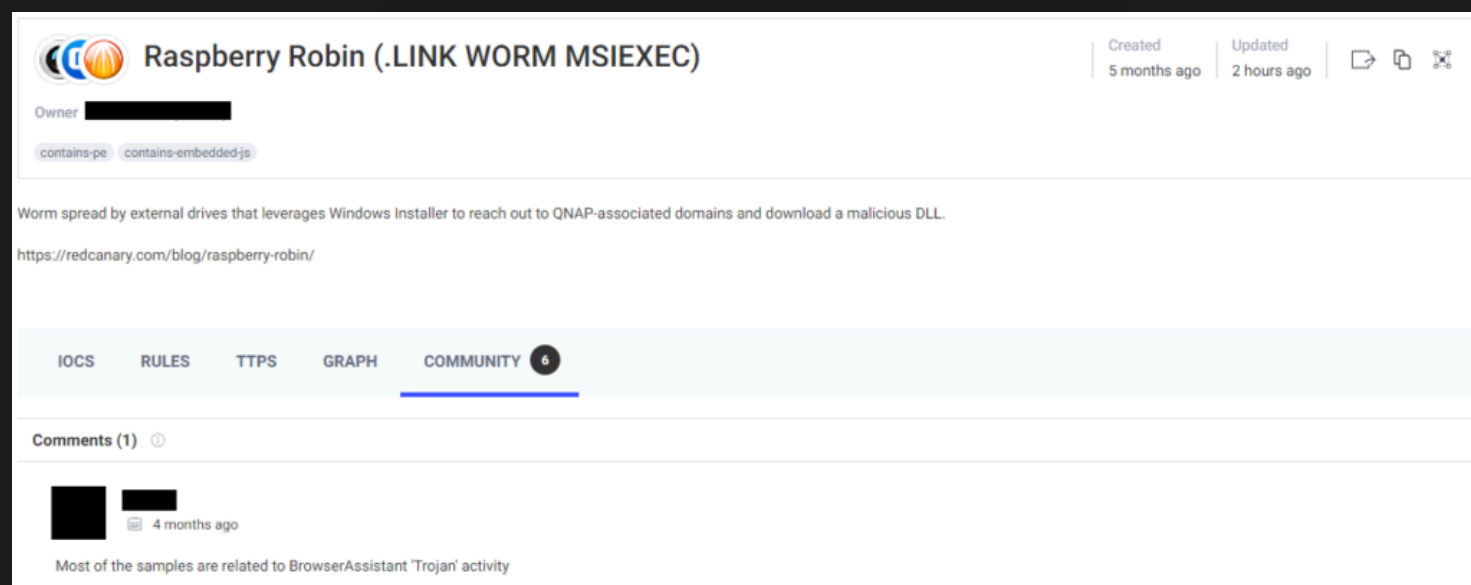 Raspberry Robin (.LINK WORM MSIEXEC)
Created
5 months ago
Updated
2 hours ago
Owner
contains-pe
contains-embedded-js
Worm spread by external drives that leverages Windows Installer to reach out to QNAP-associated domains and download a malicious DLL.
https://redcanary.com/blog/raspberry-robin/
IOCS
RULES
TTPS
GRAPH
COMMUNITY 6
Comments (1)
4 months ago
Most of the samples are related to BrowserAssistant 'Trojan' activity